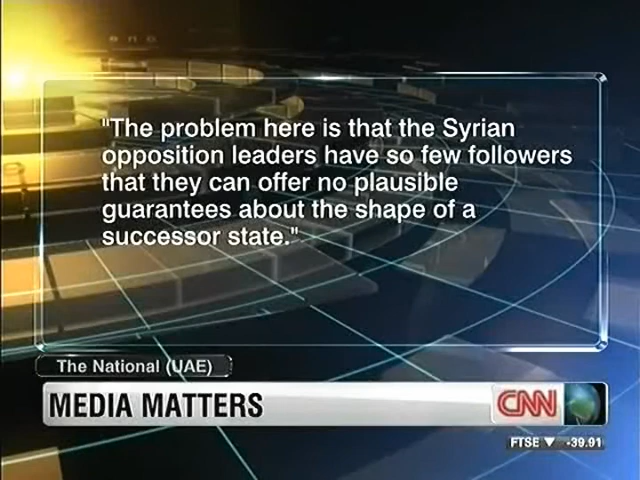 "The problem here is that the Syrian
opposition leaders have so few followers
that they can offer no plausible
guarantees about the shape of a
successor state."
The National (UAE)
MEDIA MATTERS
CNN
FTSE ▼ -39.91